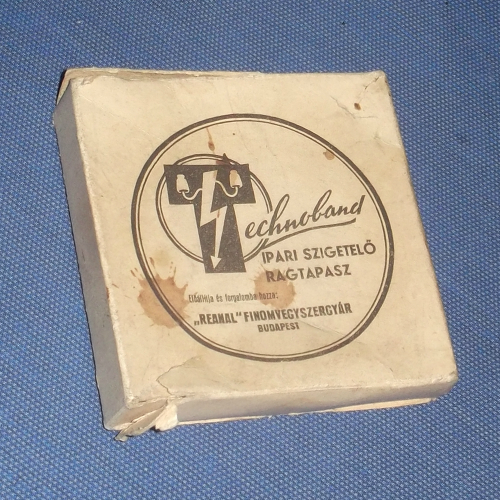 Technoband
IPARI SZIGETELŐ
RAGTAPASZ
Előállítja és forgalomba hozza:
„REANAL" FINOMVEGYSZERGYÁR
BUDAPEST